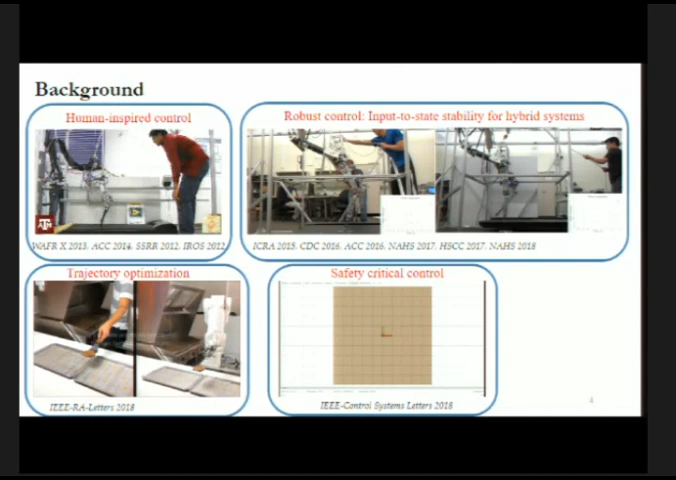 Background
Human-inspired control
Robust control: Input-to-state stability for hybrid systems
ATM
WAFR X 2013, ACC 2014, SSRR 2012, IROS 2012
ICRA 2015, CDC 2016, ACC 2016, NAHS 2017, HSCC 2017, NAHS 2018
Trajectory optimization
Safety critical control
IEEE-RA-Letters 2018
IEEE-Control Systems Letters 2018
4